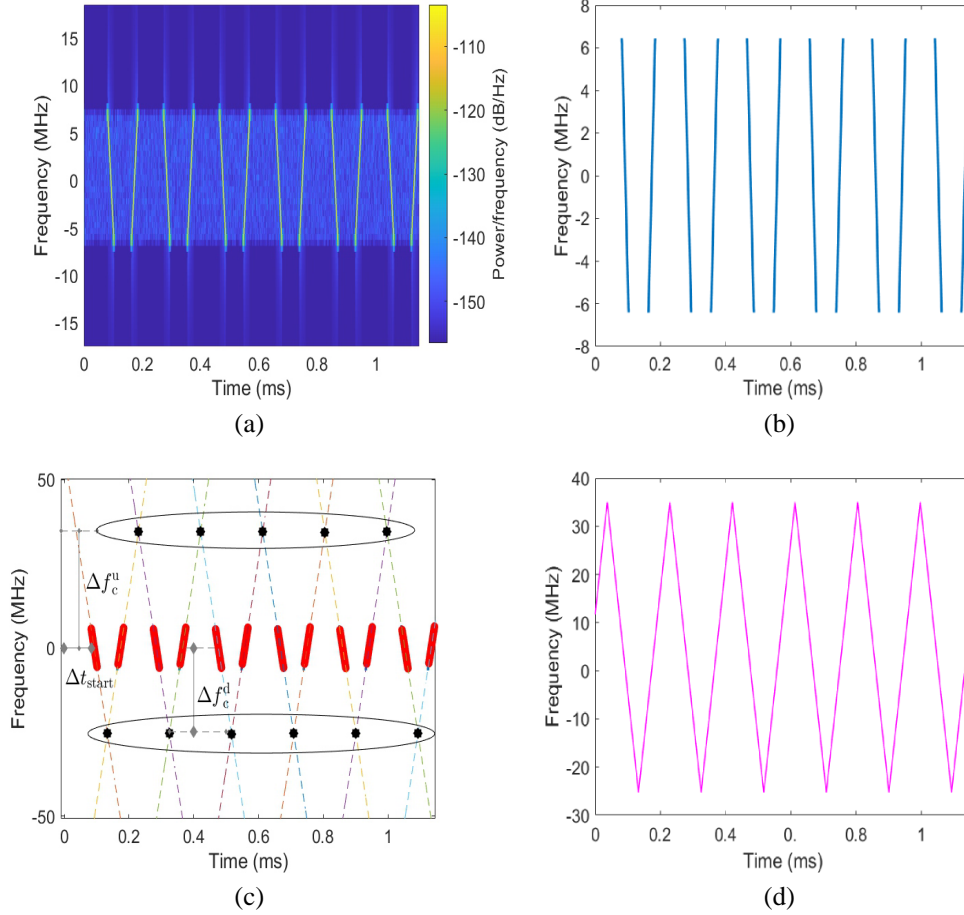 15
10
5
0
-5
-10
-15
Frequency (MHz)
0 0.2 0.4 0.6 0.8 1
Time (ms)
-110
-120
-130
-140
-150
Power/frequency (dB/Hz)
(a)
8
6
4
2
0
-2
-4
-6
-8
Frequency (MHz)
0 0.2 0.4 0.6 0.8 1
Time (ms)
(b)
50
0
-50
Frequency (MHz)
Δf_c^u
Δt_start
Δf_c^d
0 0.2 0.4 0.6 0.8 1
Time (ms)
(c)
40
30
20
10
0
-10
-20
-30
Frequency (MHz)
0 0.2 0.4 0. 0.8 1
Time (ms)
(d)